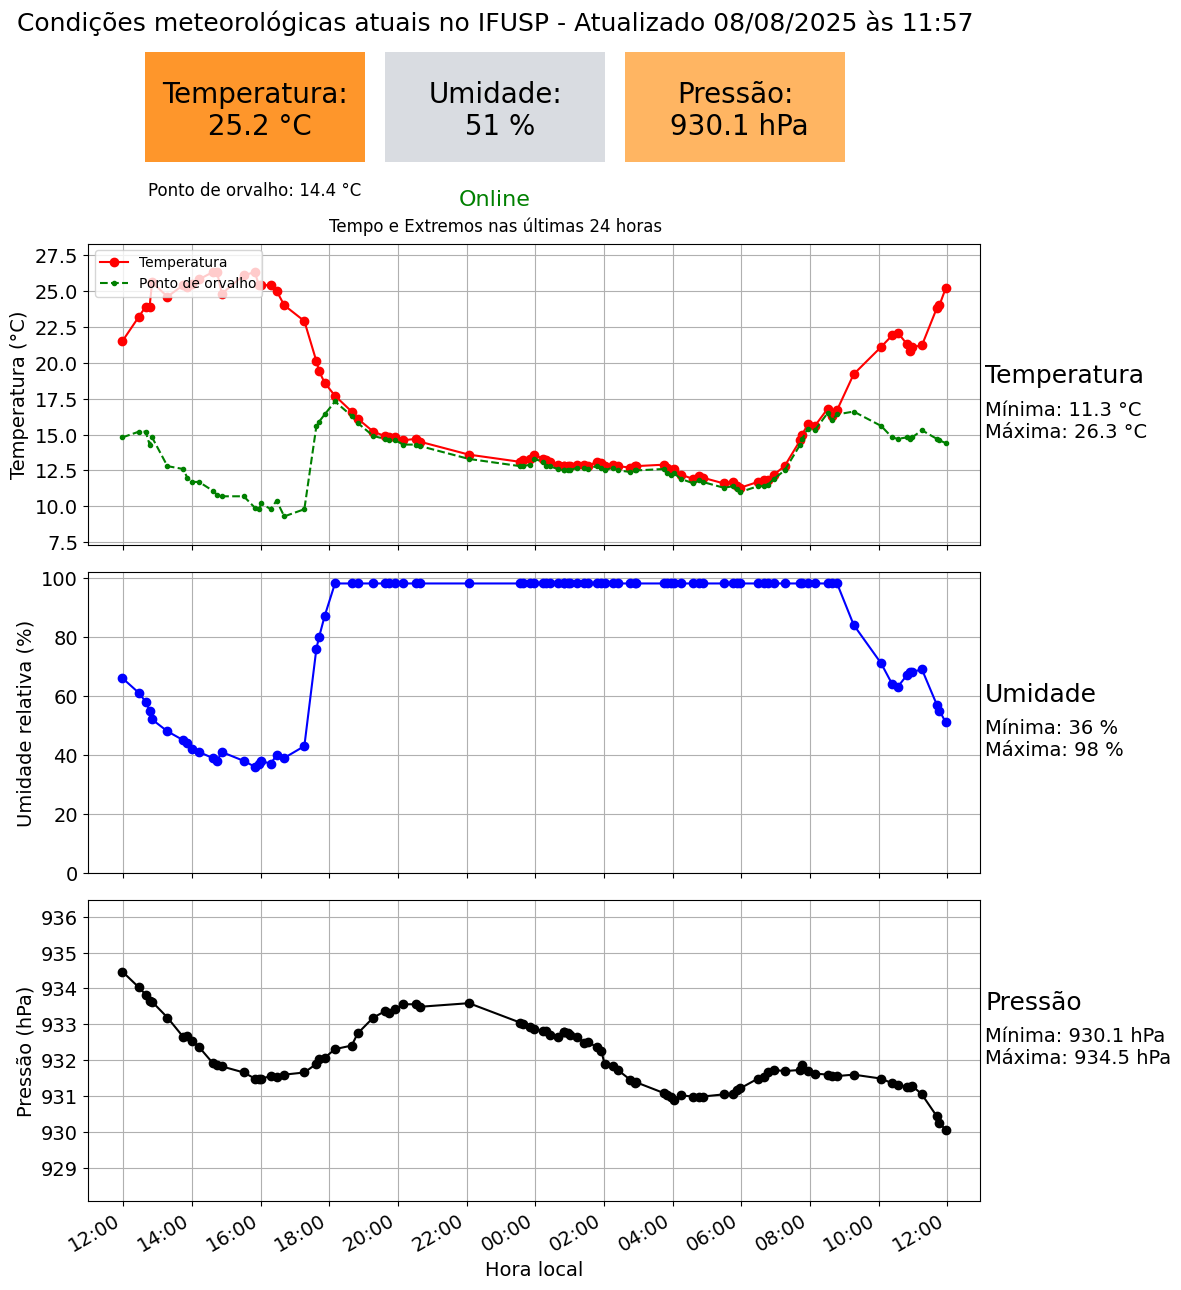 Condições meteorológicas atuais no IFUSP - Atualizado 08/08/2025 às 11:57
Temperatura:
25.2 °C
Umidade:
51 %
Pressão:
930.1 hPa
Ponto de orvalho: 14.4 °C
Online
Tempo e Extremos nas últimas 24 horas
Temperatura (°C)
27.5
25.0
22.5
20.0
17.5
15.0
12.5
10.0
7.5
Temperatura
Ponto de orvalho
Temperatura
Mínima: 11.3 °C
Máxima: 26.3 °C
Umidade relativa (%)
100
80
60
40
20
0
Umidade
Mínima: 36 %
Máxima: 98 %
Pressão (hPa)
936
935
934
933
932
931
930
929
Pressão
Mínima: 930.1 hPa
Máxima: 934.5 hPa
12:00 14:00 16:00 18:00 20:00 22:00 00:00 02:00 04:00 06:00 08:00 10:00 12:00
Hora local